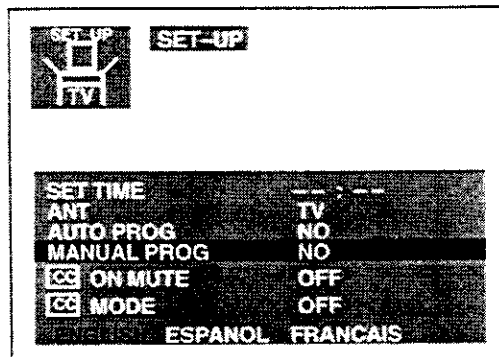 SET UP
SET-UP
TV
SET TIME -- : --
ANT TV
AUTO PROG NO
MANUAL PROG NO
CC ON MUTE OFF
CC MODE OFF
ENGLISH ESPANOL FRANCAIS